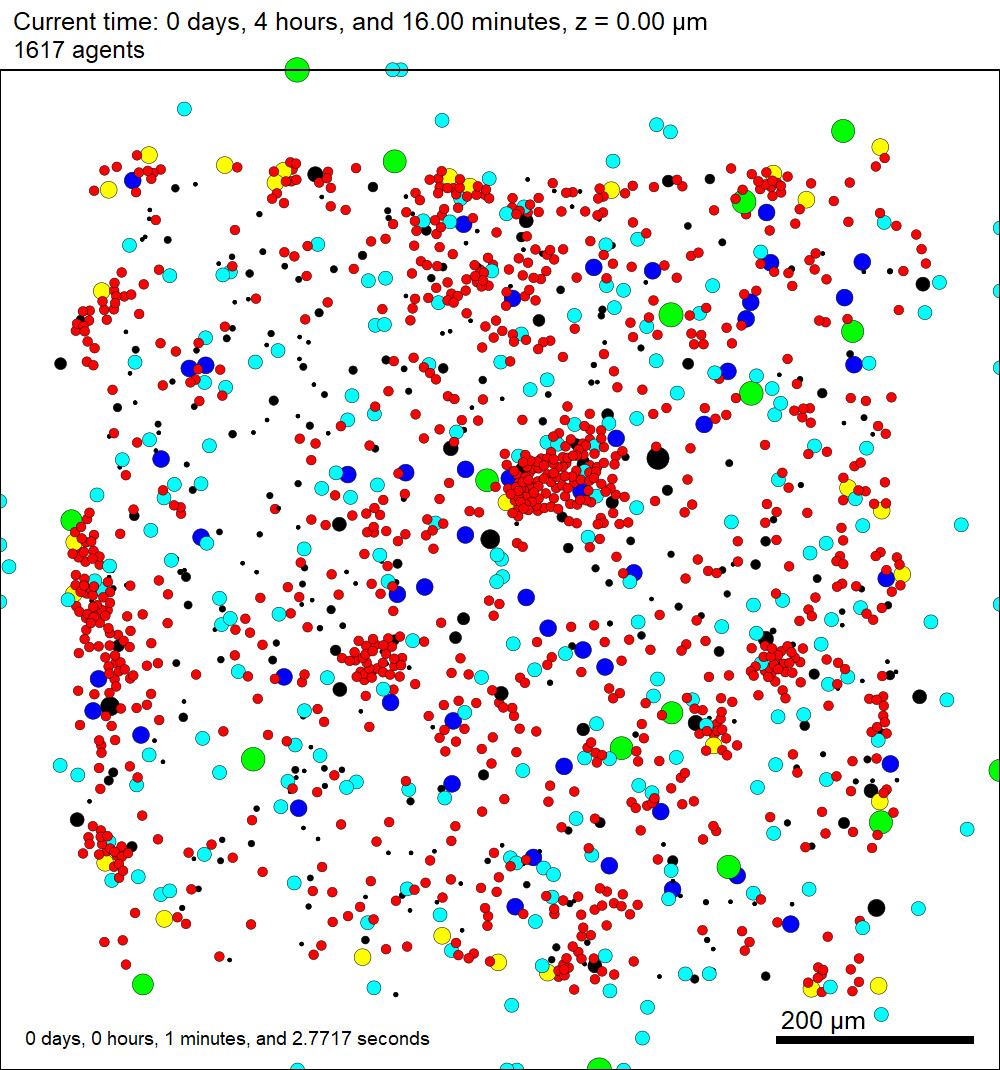 Current time: 0 days, 4 hours, and 16.00 minutes, z = 0.00 µm
1617 agents
200 µm
0 days, 0 hours, 1 minutes, and 2.7717 seconds